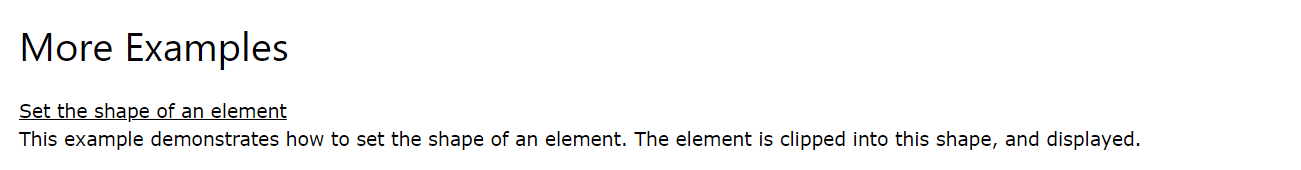 More Examples
Set the shape of an element
This example demonstrates how to set the shape of an element. The element is clipped into this shape, and displayed.